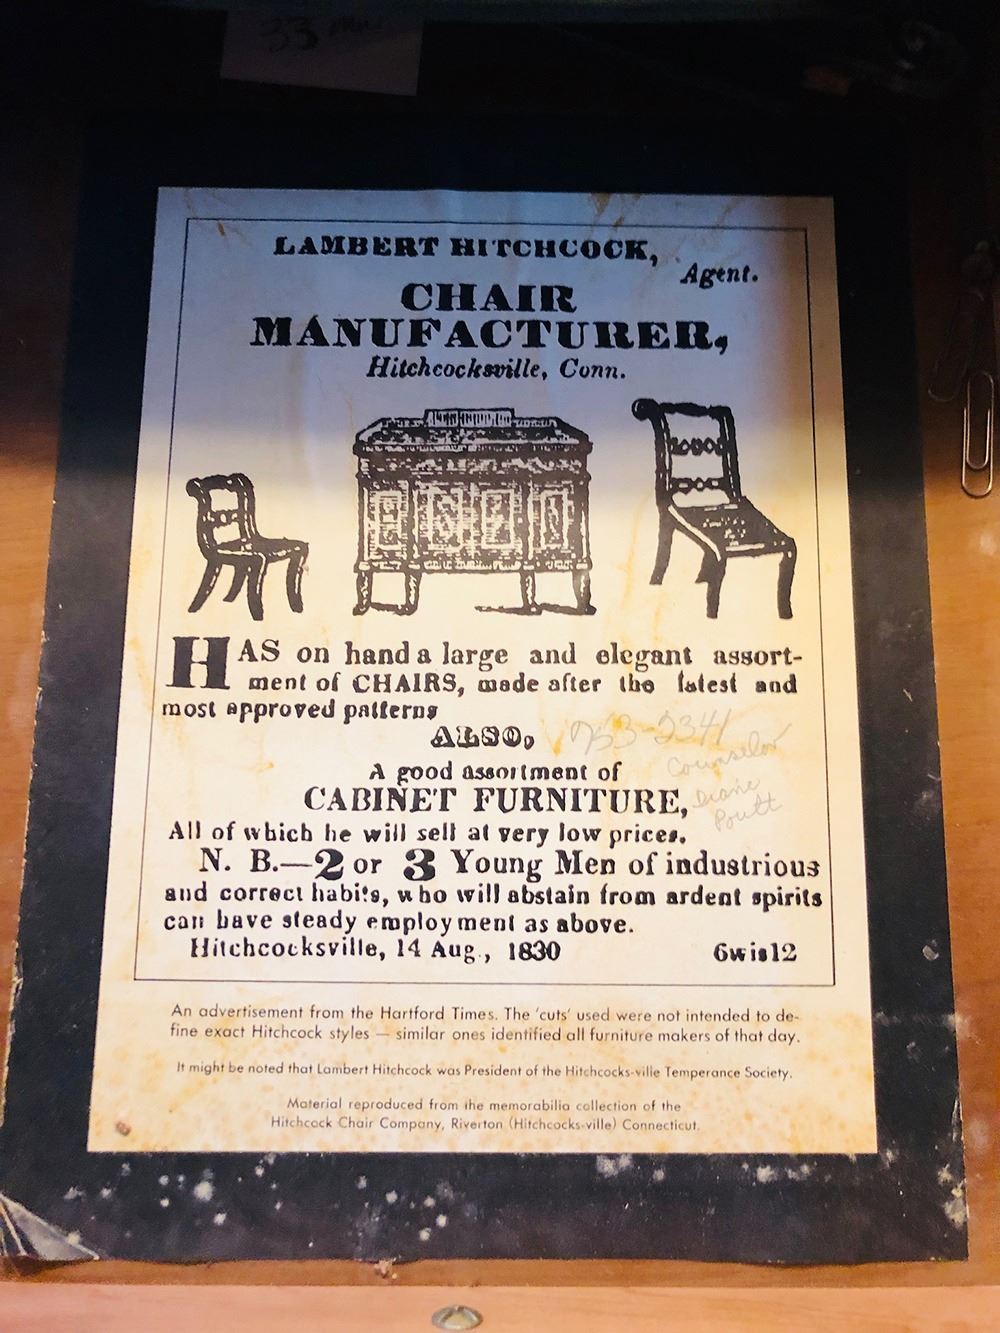 33
LAMBERT HITCHCOCK,
Agent.
CHAIR
MANUFACTURER,
Hitchcocksville, Conn.
HAS on hand a large and elegant assort-
ment of CHAIRS, made after the latest and
most approved patterns
ALSO,
753-2341
Counselor
Diane
A good assortment of
CABINET FURNITURE,
All of which he will sell at very low prices.
N. B.—2 or 3 Young Men of industrious
and correct habits, who will abstain from ardent spirits
can have steady employment as above.
Hitchcocksville, 14 Aug., 1830 6wis12
An advertisement from the Hartford Times. The 'cuts' used were not intended to de-
fine exact Hitchcock styles — similar ones identified all furniture makers of that day.
It might be noted that Lambert Hitchcock was President of the Hitchcocks-ville Temperance Society.
Material reproduced from the memorabilia collection of the
Hitchcock Chair Company, Riverton (Hitchcocks-ville) Connecticut.